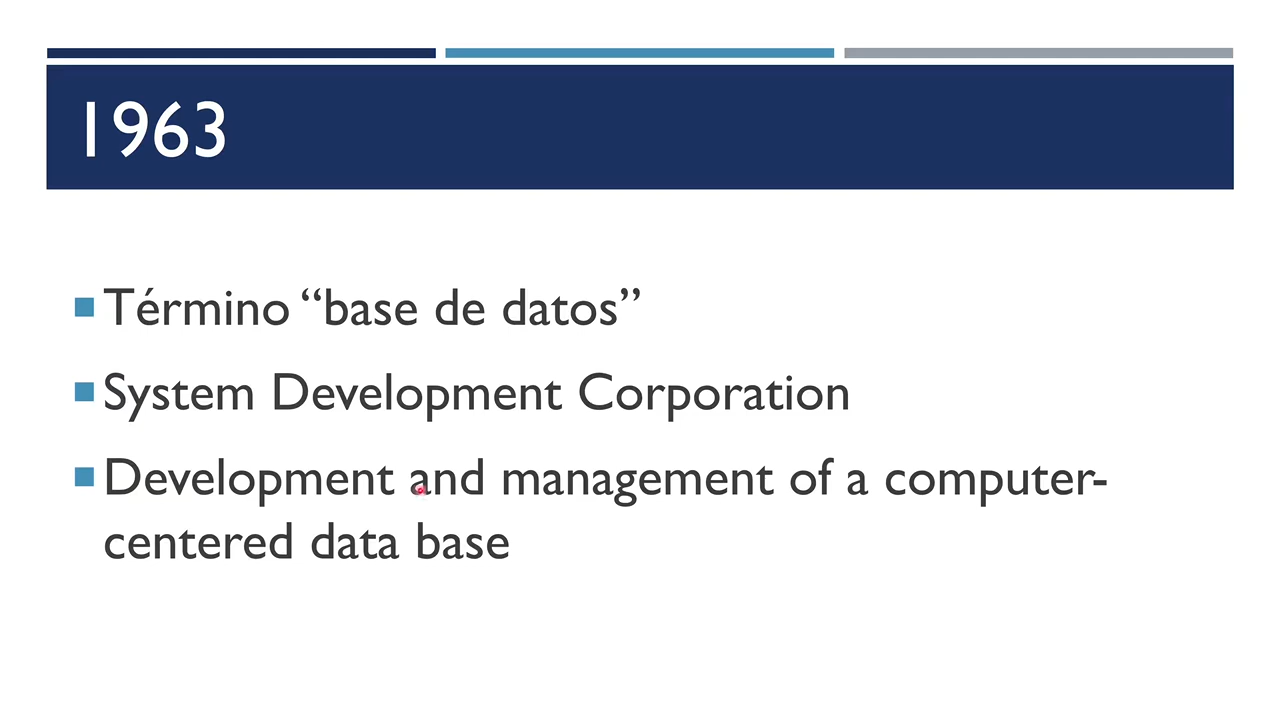 1963
Término “base de datos”
System Development Corporation
Development and management of a computer-
centered data base